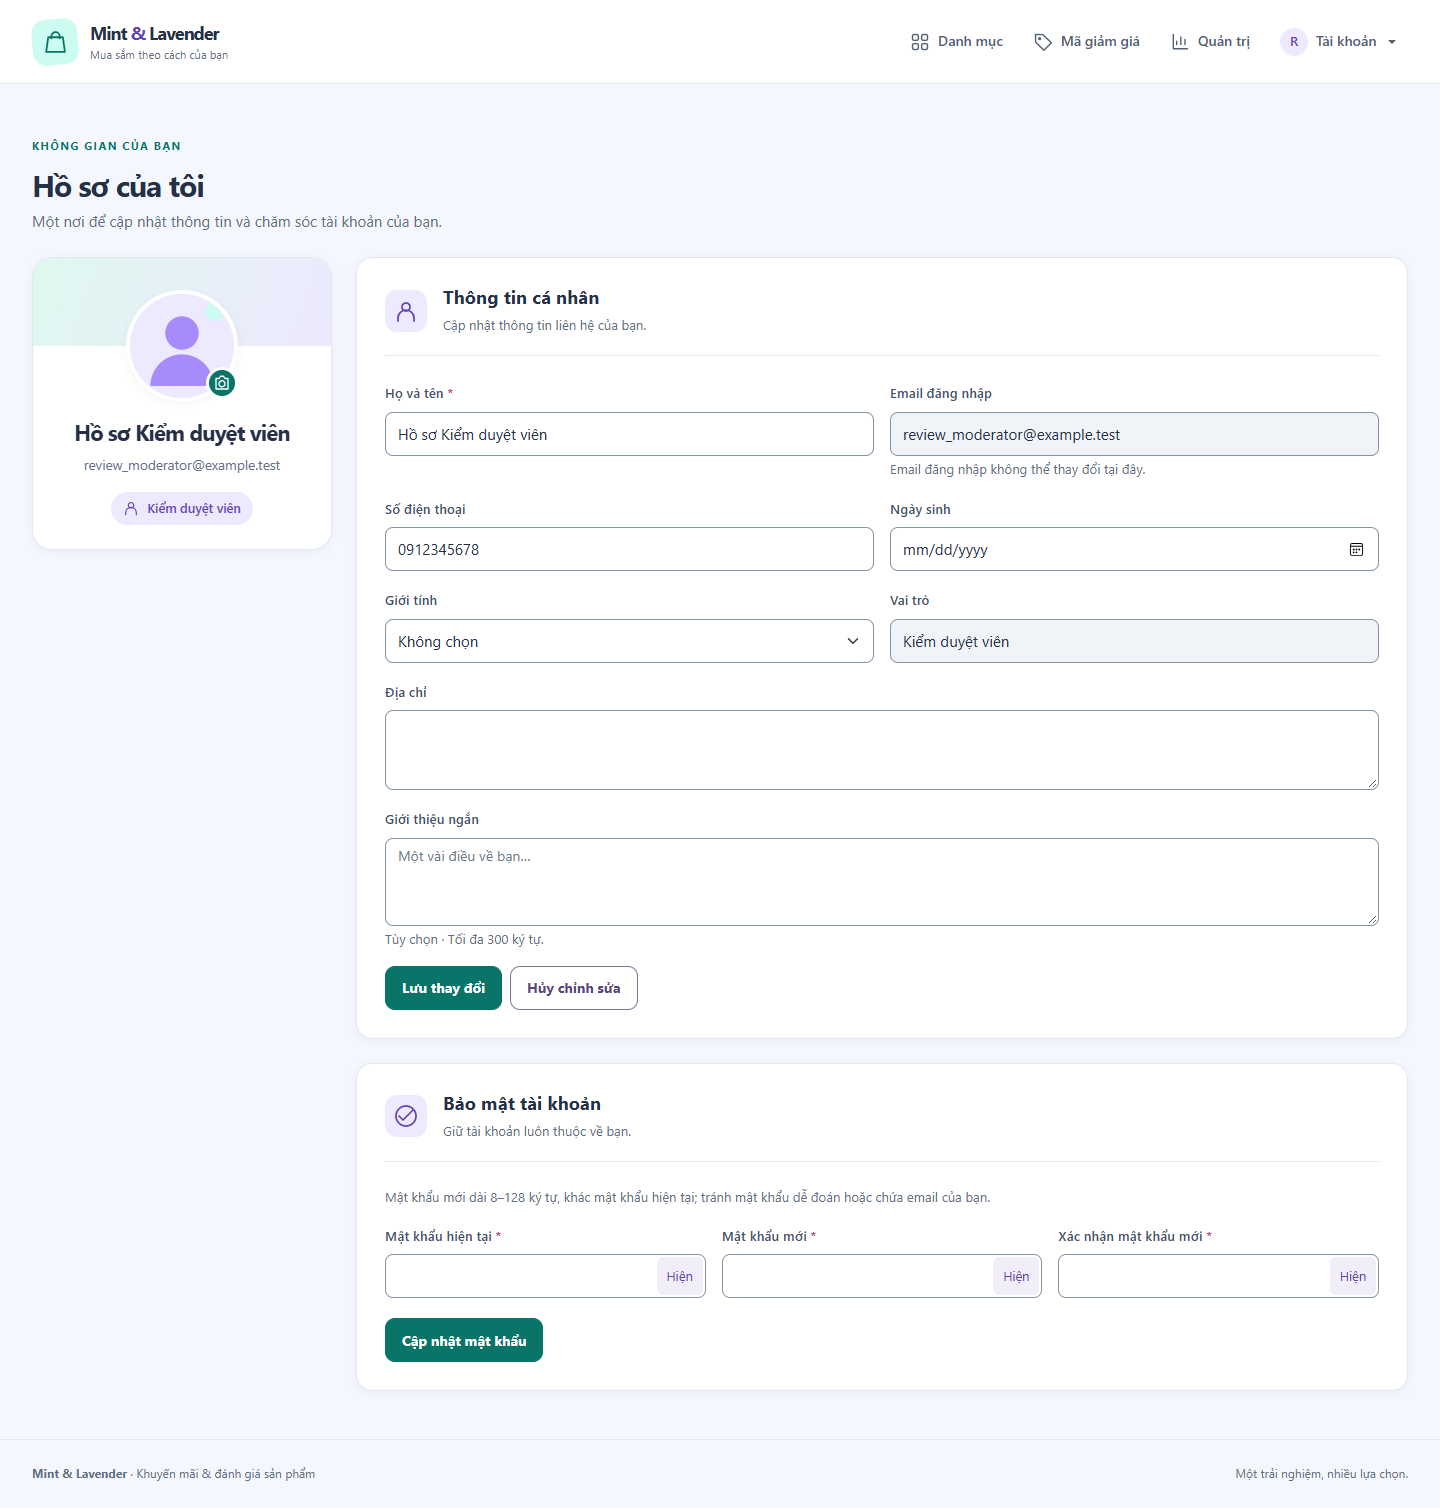 Mint & Lavender
Mua sắm theo cách của bạn
Danh mục
Mã giảm giá
Quản trị
R
Tài khoản
KHÔNG GIAN CỦA BẠN
Hồ sơ của tôi
Một nơi để cập nhật thông tin và chăm sóc tài khoản của bạn.
Hồ sơ Kiểm duyệt viên
review_moderator@example.test
Kiểm duyệt viên
Thông tin cá nhân
Cập nhật thông tin liên hệ của bạn.
Họ và tên *
Hồ sơ Kiểm duyệt viên
Email đăng nhập
review_moderator@example.test
Email đăng nhập không thể thay đổi tại đây.
Số điện thoại
0912345678
Ngày sinh
mm/dd/yyyy
Giới tính
Không chọn
Vai trò
Kiểm duyệt viên
Địa chỉ
Giới thiệu ngắn
Một vài điều về bạn...
Tùy chọn · Tối đa 300 ký tự.
Lưu thay đổi
Hủy chỉnh sửa
Bảo mật tài khoản
Giữ tài khoản luôn thuộc về bạn.
Mật khẩu mới dài 8–128 ký tự, khác mật khẩu hiện tại; tránh mật khẩu dễ đoán hoặc chứa email của bạn.
Mật khẩu hiện tại *
Hiện
Mật khẩu mới *
Hiện
Xác nhận mật khẩu mới *
Hiện
Cập nhật mật khẩu
Mint & Lavender · Khuyến mãi & đánh giá sản phẩm
Một trải nghiệm, nhiều lựa chọn.